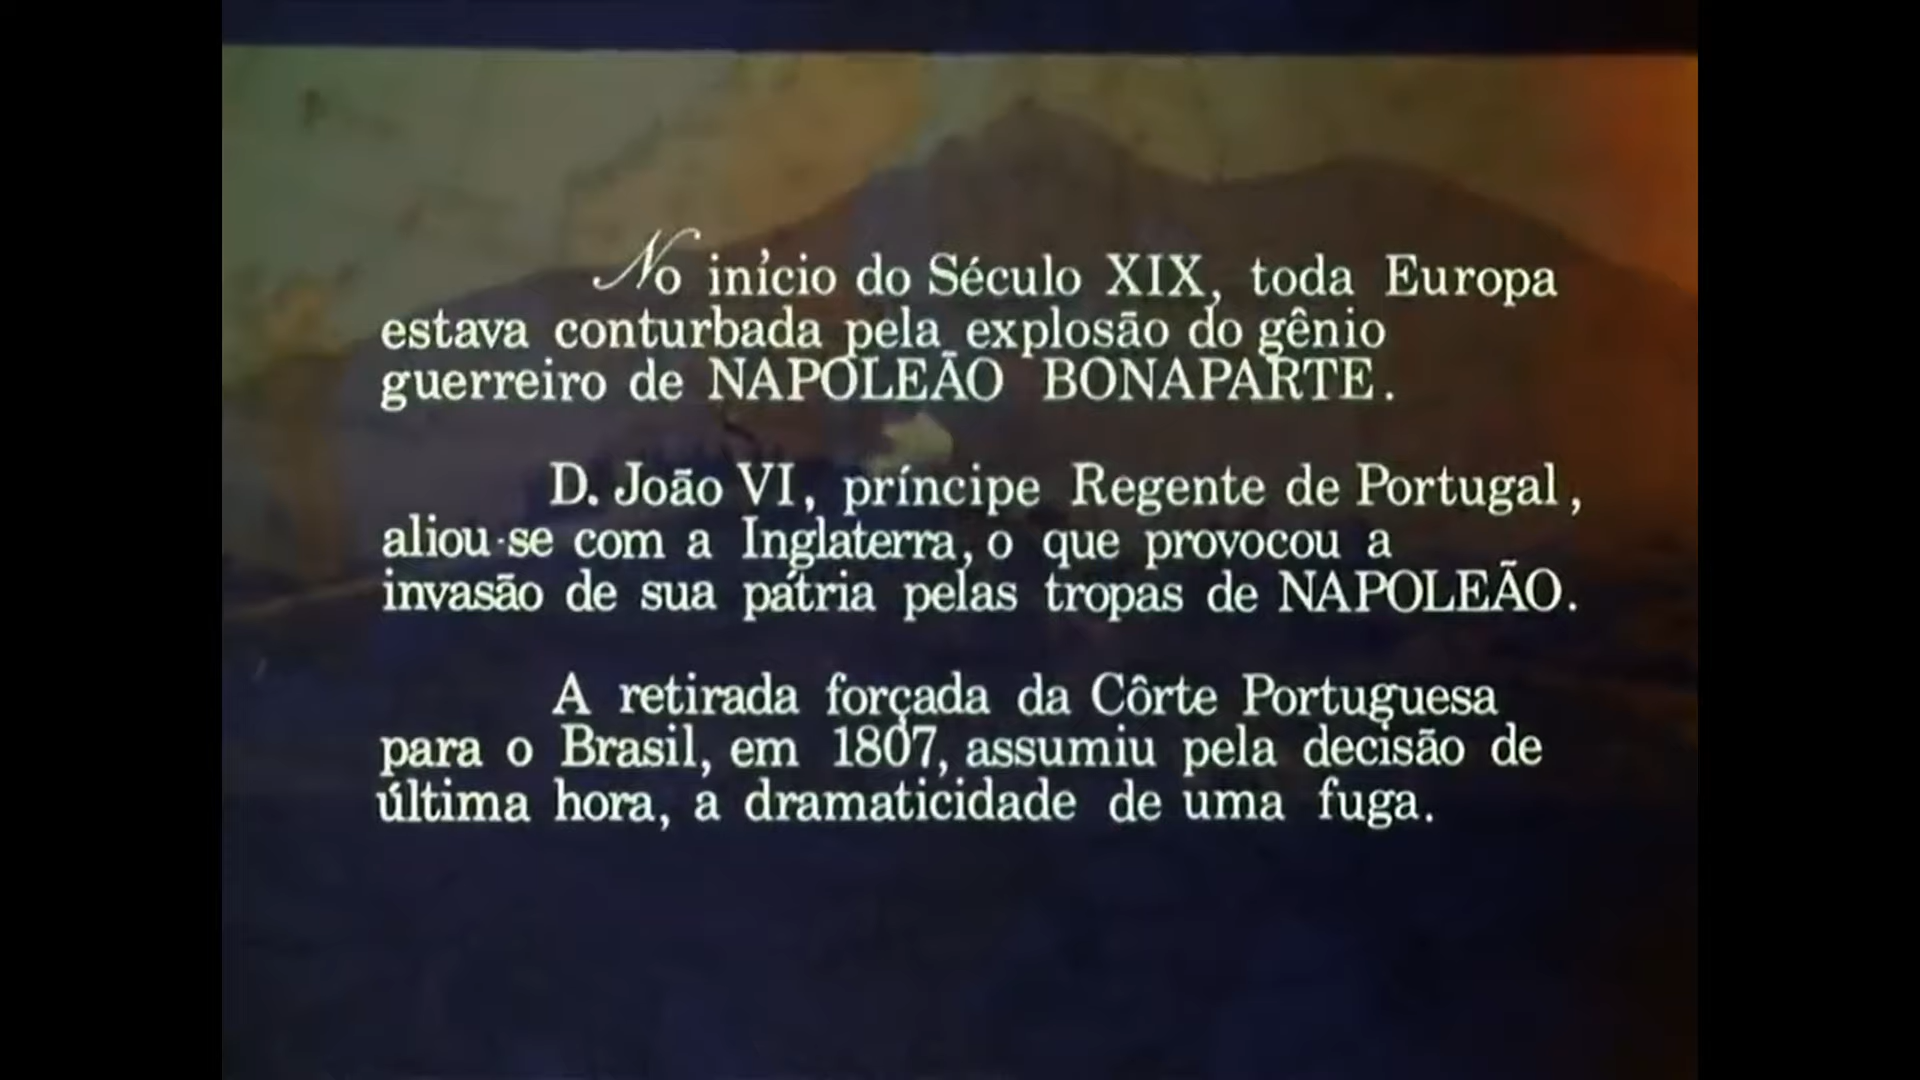 No início do Século XIX, toda Europa
estava conturbada pela explosão do gênio
guerreiro de NAPOLEÃO BONAPARTE.
D. João VI, príncipe Regente de Portugal,
aliou-se com a Inglaterra, o que provocou a
invasão de sua pátria pelas tropas de NAPOLEÃO.
A retirada forçada da Côrte Portuguesa
para o Brasil, em 1807, assumiu pela decisão de
última hora, a dramaticidade de uma fuga.